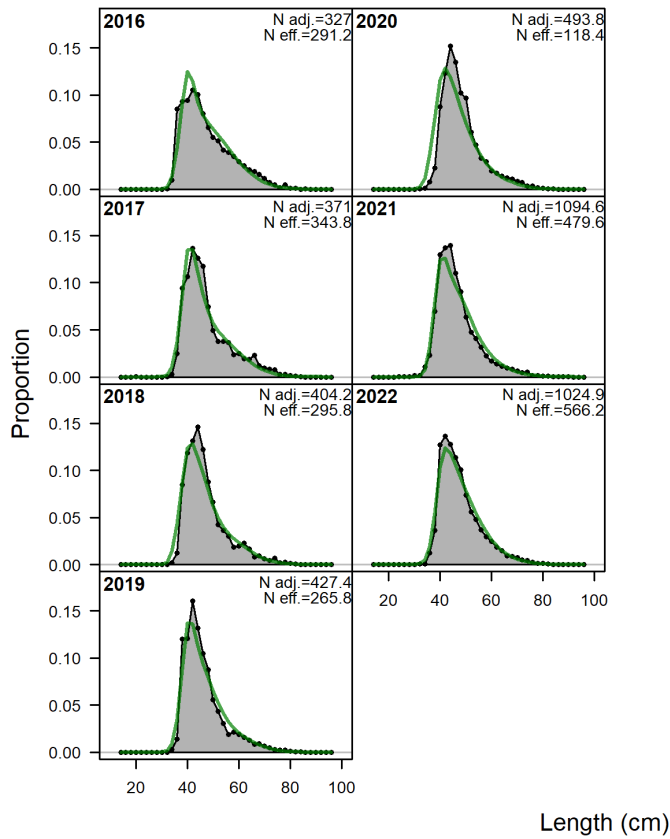 2016
N adj.=327
N eff.=291.2
0.15
0.10
0.05
0.00
2017
N adj.=371
N eff.=343.8
0.15
0.10
0.05
0.00
2018
N adj.=404.2
N eff.=295.8
0.15
0.10
0.05
0.00
2019
N adj.=427.4
N eff.=265.8
0.15
0.10
0.05
0.00
20 40 60 80 100
2020
N adj.=493.8
N eff.=118.4
2021
N adj.=1094.6
N eff.=479.6
2022
N adj.=1024.9
N eff.=566.2
20 40 60 80 100
Proportion
Length (cm)